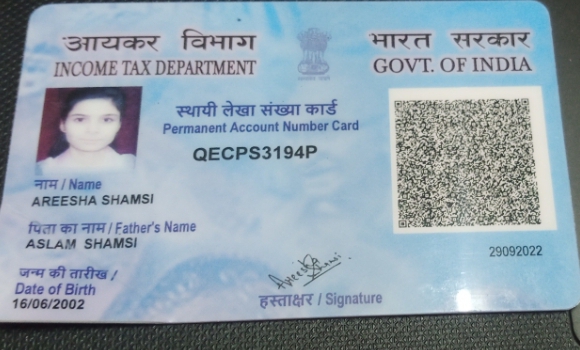 आयकर विभाग
INCOME TAX DEPARTMENT
भारत सरकार
GOVT. OF INDIA
स्थायी लेखा संख्या कार्ड
Permanent Account Number Card
QECPS3194P
नाम / Name
AREESHA SHAMSI
पिता का नाम / Father's Name
ASLAM SHAMSI
जन्म की तारीख /
Date of Birth
16/06/2002
Areesha
Shamsi.
हस्ताक्षर / Signature
29092022